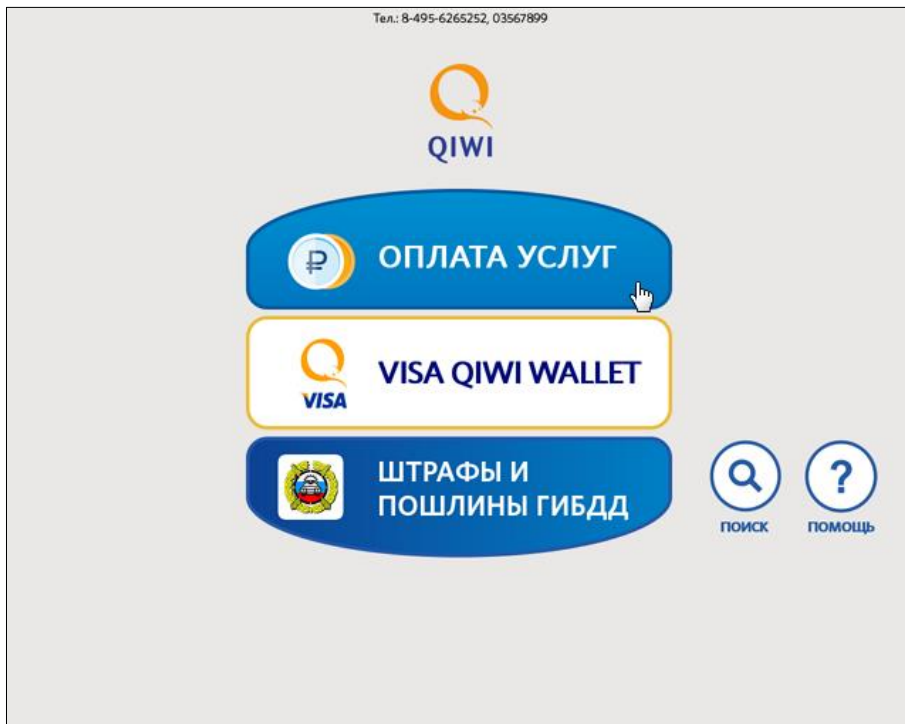 Тел.: 8-495-6265252, 03567899
QIWI
ОПЛАТА УСЛУГ
VISA QIWI WALLET
VISA
ШТРАФЫ И
ПОШЛИНЫ ГИБДД
ПОИСК
ПОМОЩЬ